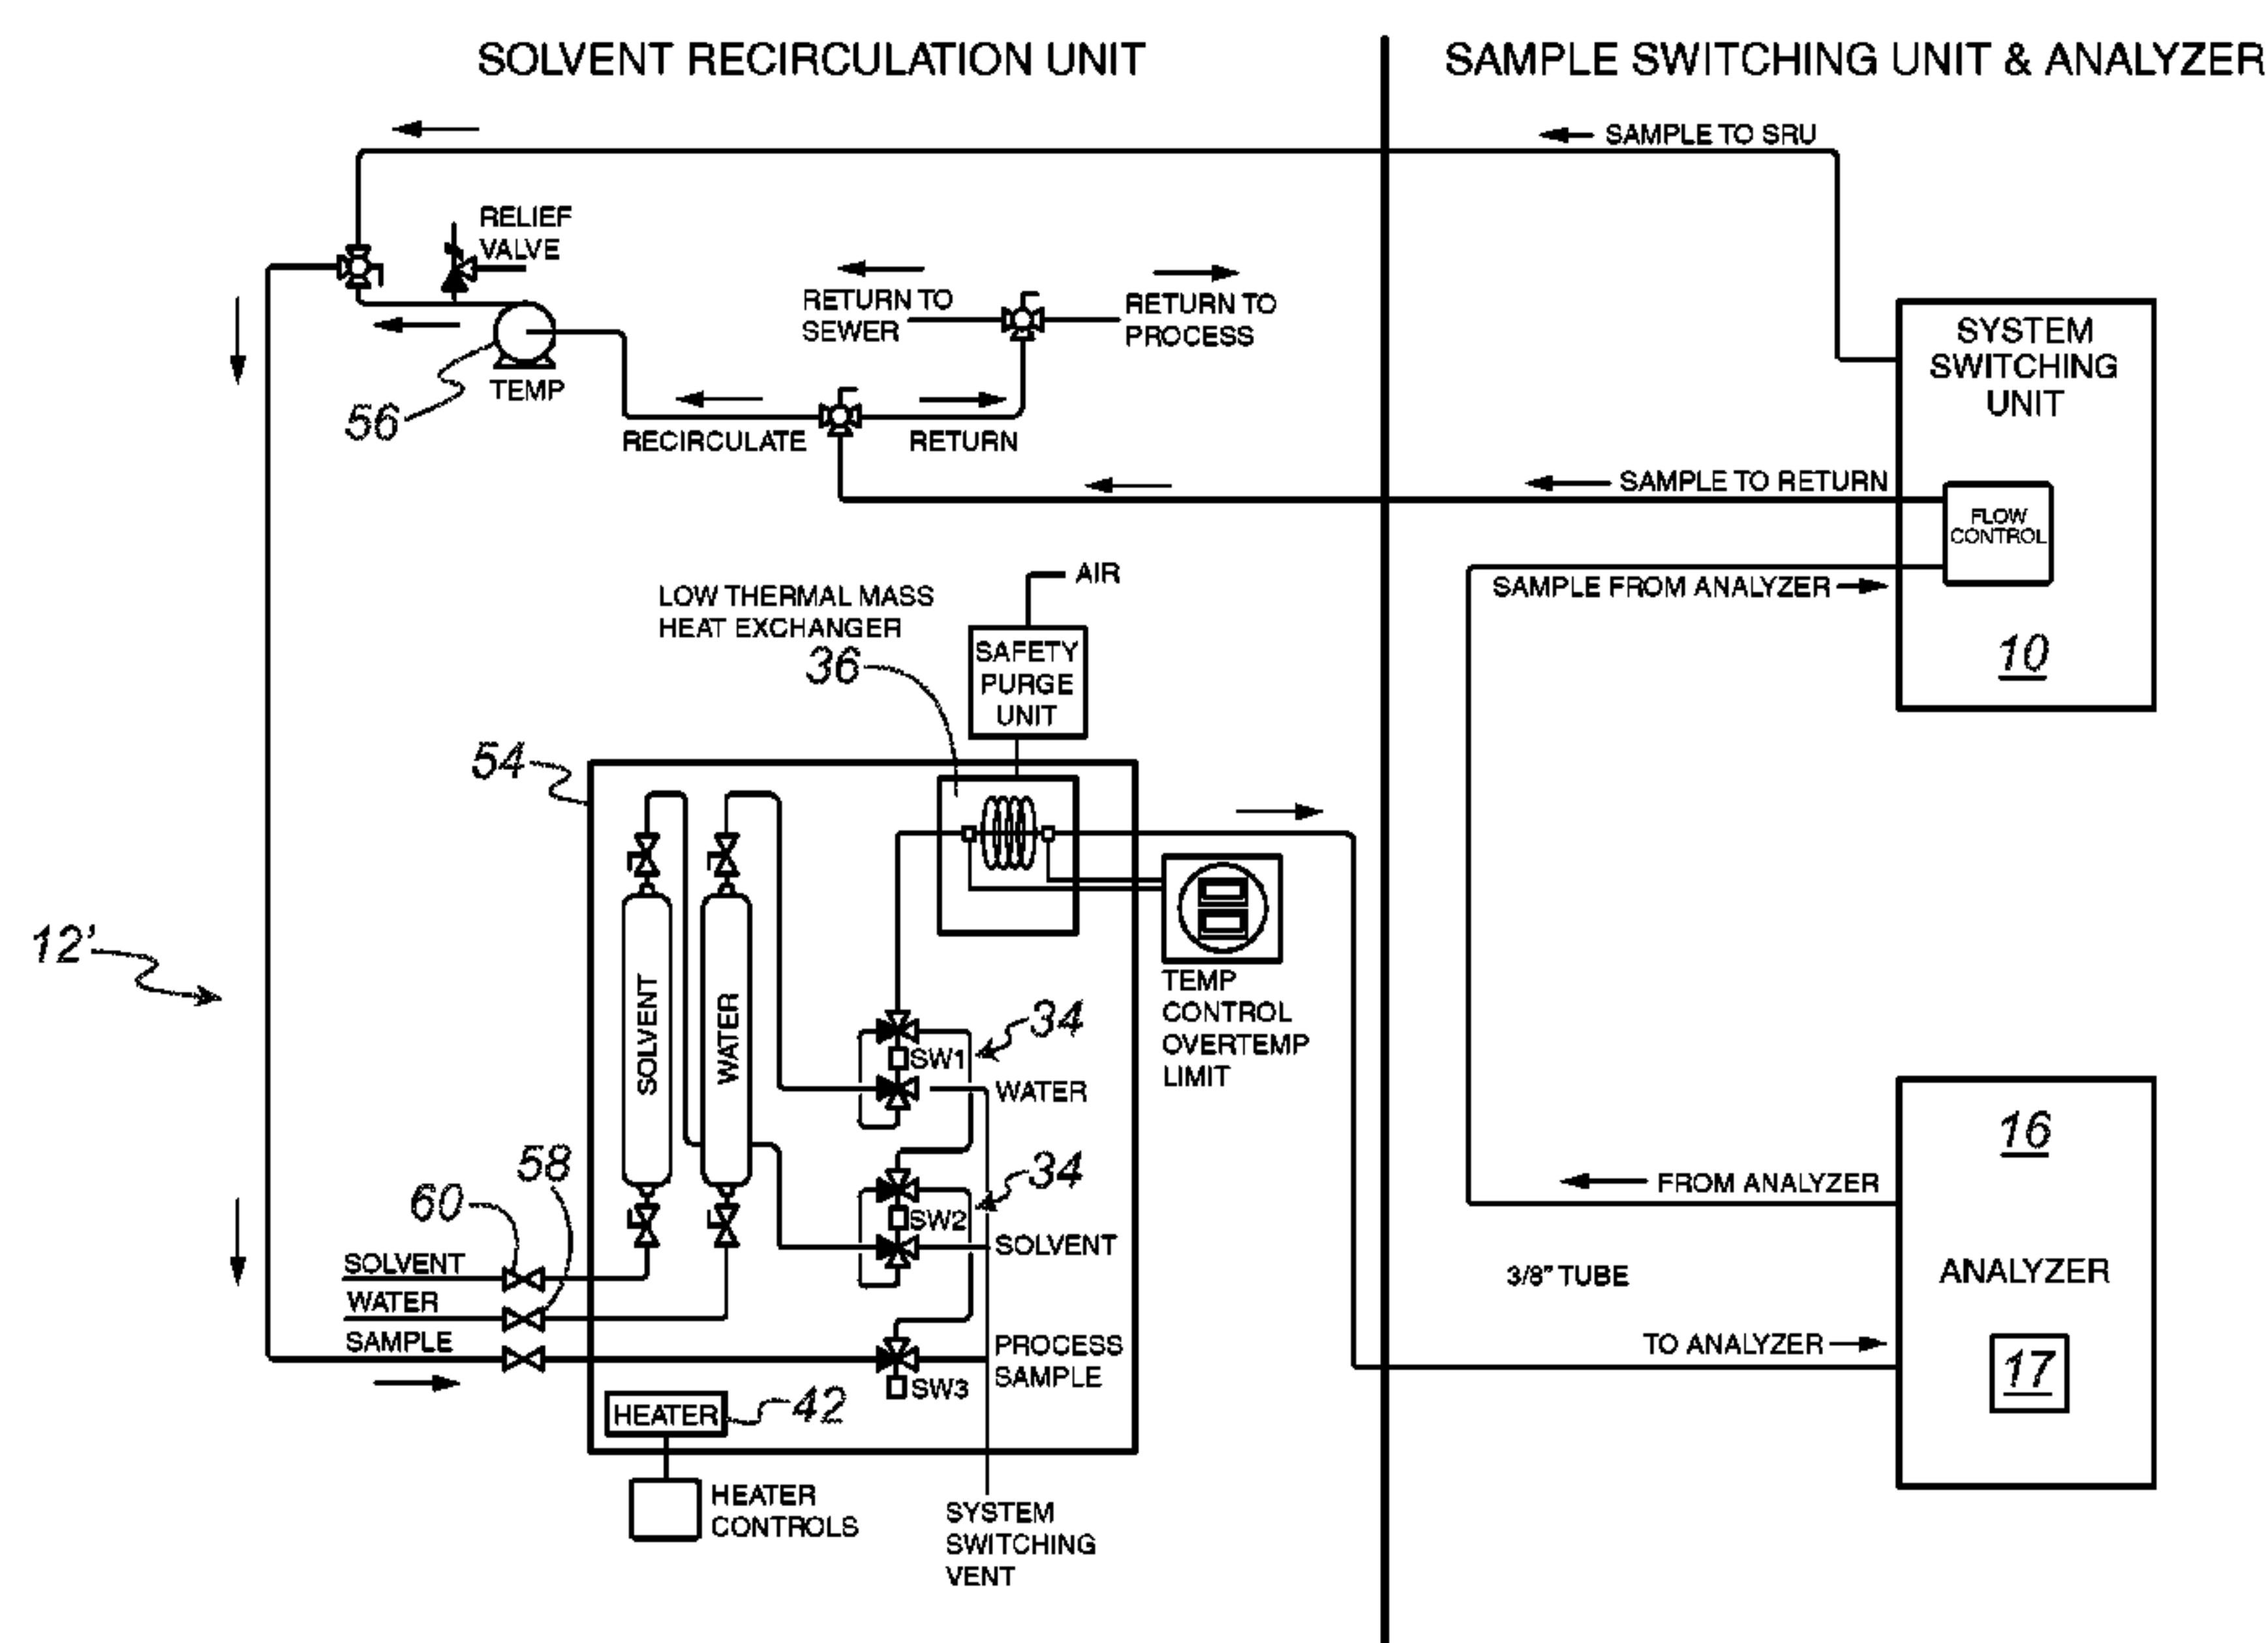 SOLVENT RECIRCULATION UNIT
SAMPLE SWITCHING UNIT & ANALYZER
SAMPLE TO SRU
RELIEF
VALVE
RETURN TO
SEWER
RETURN TO
PROCESS
SYSTEM
SWITCHING
UNIT
TEMP
56
RECIRCULATE
RETURN
SAMPLE TO RETURN
FLOW
CONTROL
SAMPLE FROM ANALYZER
10
AIR
LOW THERMAL MASS
HEAT EXCHANGER
36
SAFETY
PURGE
UNIT
54
12'
SOLVENT
WATER
TEMP
CONTROL
OVERTEMP
LIMIT
34
SW1
WATER
34
SW2
SOLVENT
58
60
SOLVENT
WATER
SAMPLE
PROCESS
SAMPLE
SW3
HEATER
42
HEATER
CONTROLS
SYSTEM
SWITCHING
VENT
16
FROM ANALYZER
ANALYZER
3/8" TUBE
TO ANALYZER
17